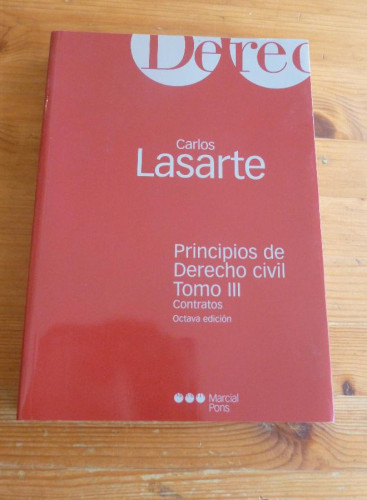 Derec
Carlos
Lasarte
Principios de
Derecho civil
Tomo III
Contratos
Octava edición
Marcial
Pons